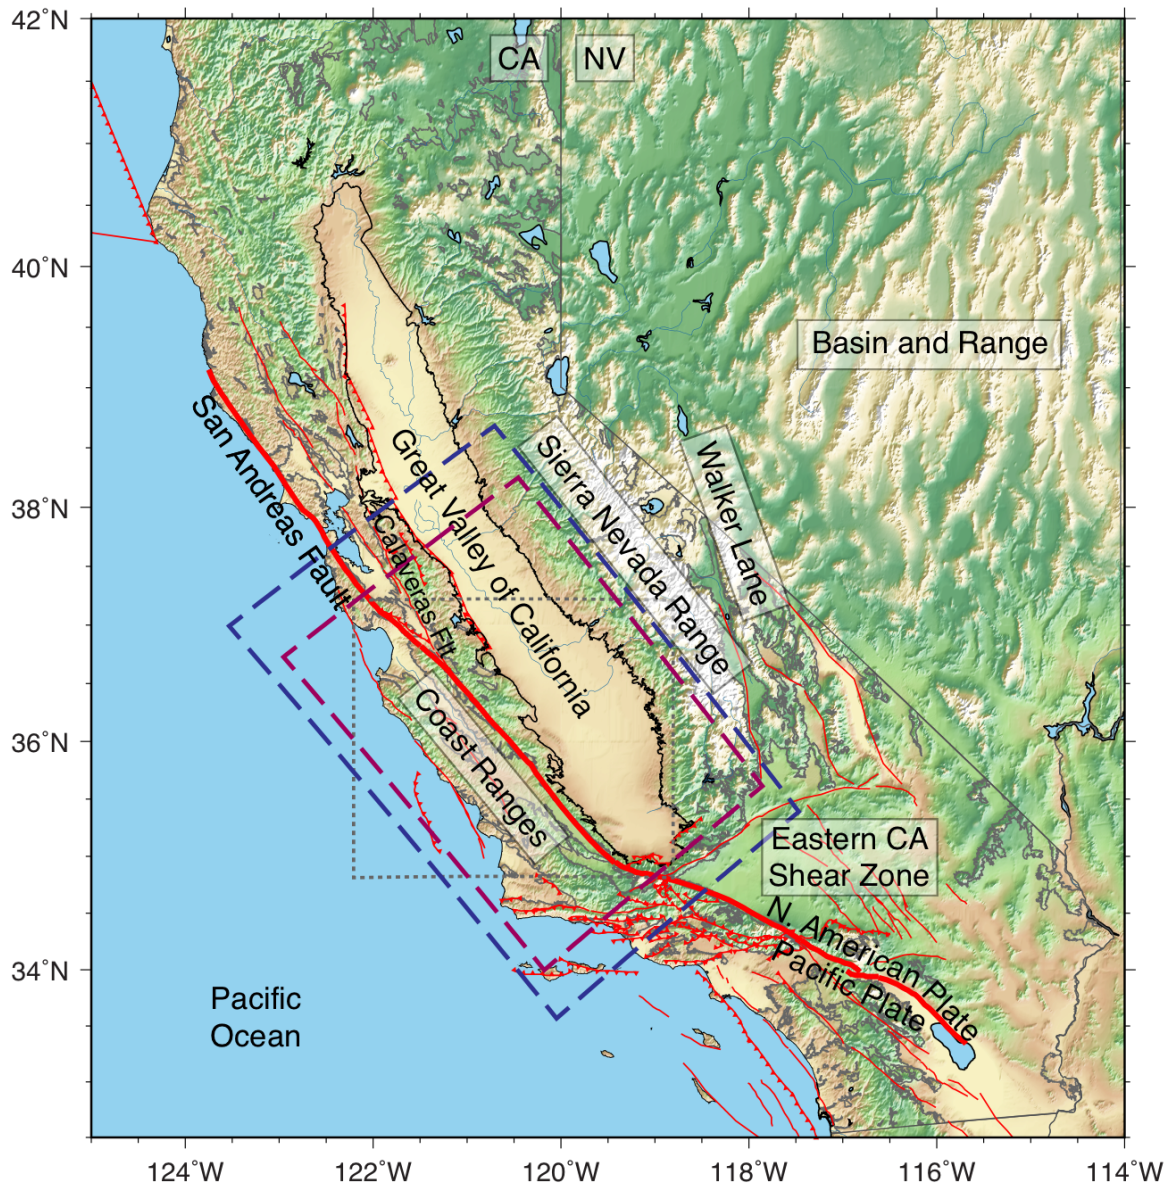 42°N
40°N
38°N
36°N
34°N
CA
NV
Basin and Range
San Andreas Fault
Great Valley of California
Calaveras Flt
Sierra Nevada Range
Walker Lane
Coast Ranges
Eastern CA
Shear Zone
N. American Plate
Pacific Plate
Pacific
Ocean
124°W
122°W
120°W
118°W
116°W
114°W